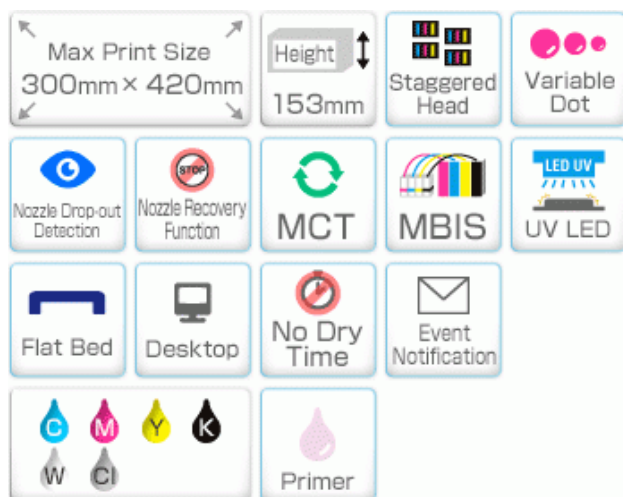 Max Print Size
300mm × 420mm
Height
153mm
Staggered
Head
Variable
Dot
Nozzle Drop-out
Detection
STOP
Nozzle Recovery
Function
MCT
MBIS
LED UV
UV LED
Flat Bed
Desktop
No Dry
Time
Event
Notification
C M Y K
W Cl
Primer